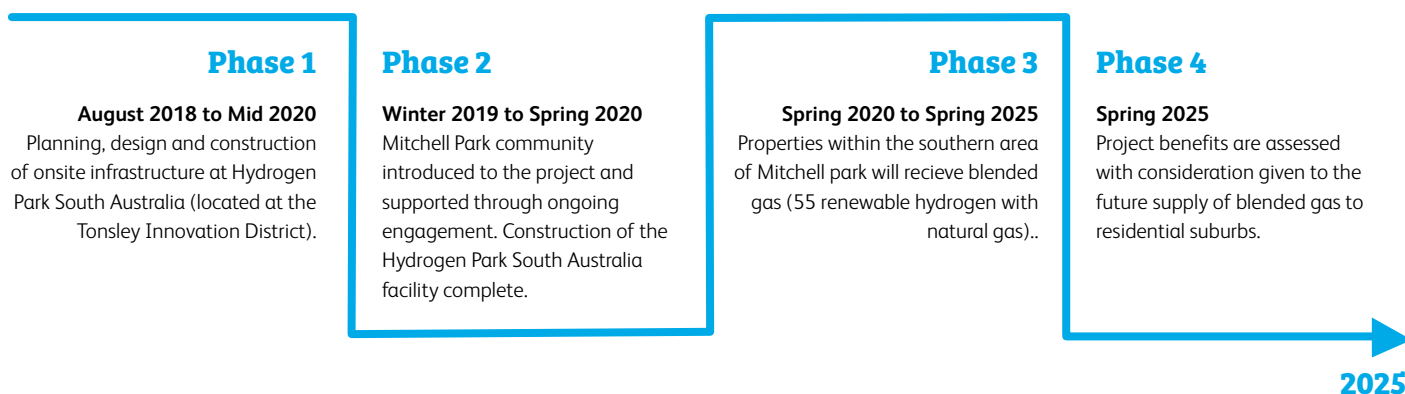 Phase 1
August 2018 to Mid 2020
Planning, design and construction
of onsite infrastructure at Hydrogen
Park South Australia (located at the
Tonsley Innovation District).
Phase 2
Winter 2019 to Spring 2020
Mitchell Park community
introduced to the project and
supported through ongoing
engagement. Construction of the
Hydrogen Park South Australia
facility complete.
Phase 3
Spring 2020 to Spring 2025
Properties within the southern area
of Mitchell park will recieve blended
gas (55 renewable hydrogen with
natural gas)..
Phase 4
Spring 2025
Project benefits are assessed
with consideration given to the
future supply of blended gas to
residential suburbs.
2025